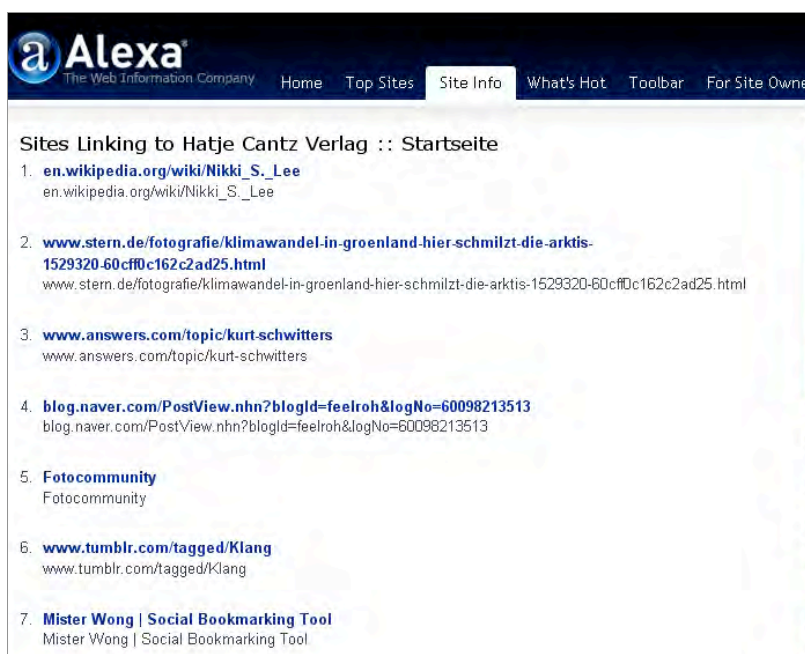 a Alexa®
The Web Information Company
Home Top Sites Site Info What's Hot Toolbar For Site Owne
Sites Linking to Hatje Cantz Verlag :: Startseite
1. en.wikipedia.org/wiki/Nikki_S._Lee
en.wikipedia.org/wiki/Nikki_S._Lee
2. www.stern.de/fotografie/klimawandel-in-groenland-hier-schmilzt-die-arktis-
1529320-60cff0c162c2ad25.html
www.stern.de/fotografie/klimawandel-in-groenland-hier-schmilzt-die-arktis-1529320-60cff0c162c2ad25.html
3. www.answers.com/topic/kurt-schwitters
www.answers.com/topic/kurt-schwitters
4. blog.naver.com/PostView.nhn?blogId=feelroh&logNo=60098213513
blog.naver.com/PostView.nhn?blogId=feelroh&logNo=60098213513
5. Fotocommunity
Fotocommunity
6. www.tumblr.com/tagged/Klang
www.tumblr.com/tagged/Klang
7. Mister Wong | Social Bookmarking Tool
Mister Wong | Social Bookmarking Tool